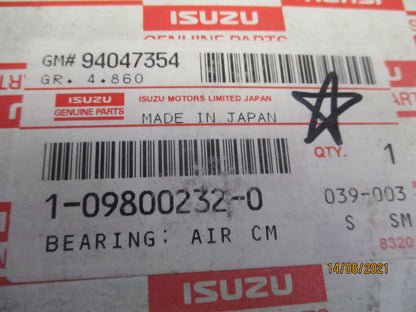 ISUZU
GENUINE PARTS
GM# 94047354
GR. 4.860
ISUZU
GENUINE PARTS
ISUZU MOTORS LIMITED JAPAN
MADE IN JAPAN
QTY. 1
1-09800232-0
039-003
BEARING; AIR CM
S SM
8320
14/06/2021
ISUZU